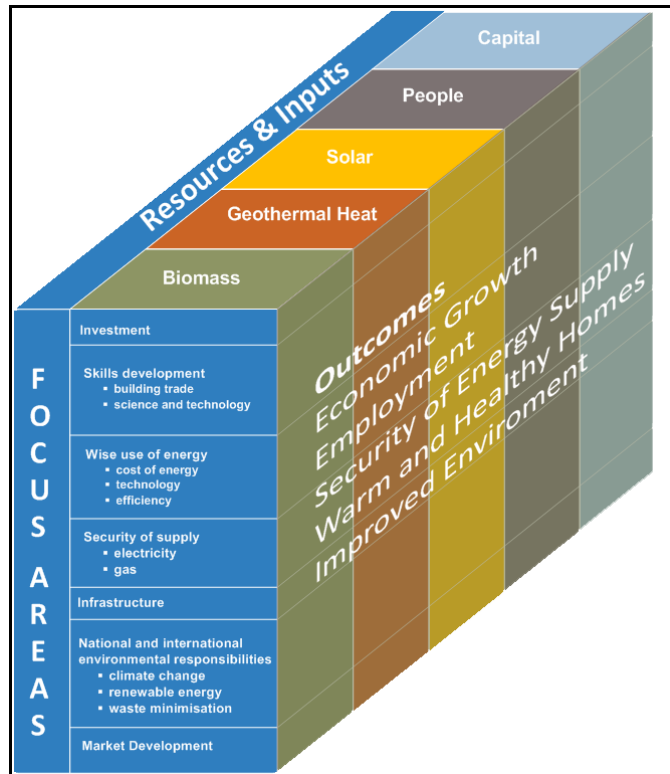 Resources & Inputs
Capital
People
Solar
Geothermal Heat
Biomass
FOCUS AREAS
Investment
Skills development
▪ building trade
▪ science and technology
Wise use of energy
▪ cost of energy
▪ technology
▪ efficiency
Security of supply
▪ electricity
▪ gas
Infrastructure
National and international
environmental responsibilities
▪ climate change
▪ renewable energy
▪ waste minimisation
Market Development
Outcomes
Economic Growth
Employment
Security of Energy Supply
Warm and Healthy Homes
Improved Enviroment